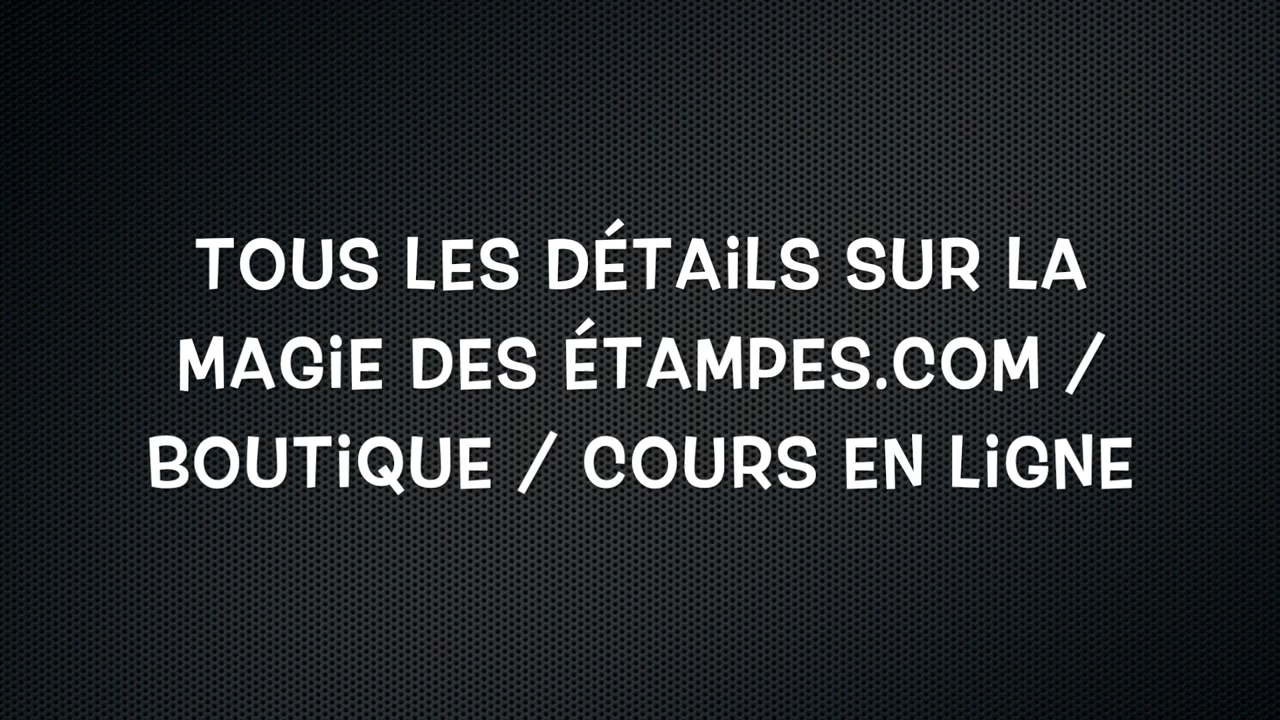 TOUS LES DÉTAiLS SUR LA
MAGiE DES ÉTAMPES.COM /
BOUTiQUE / COURS EN LiGNE